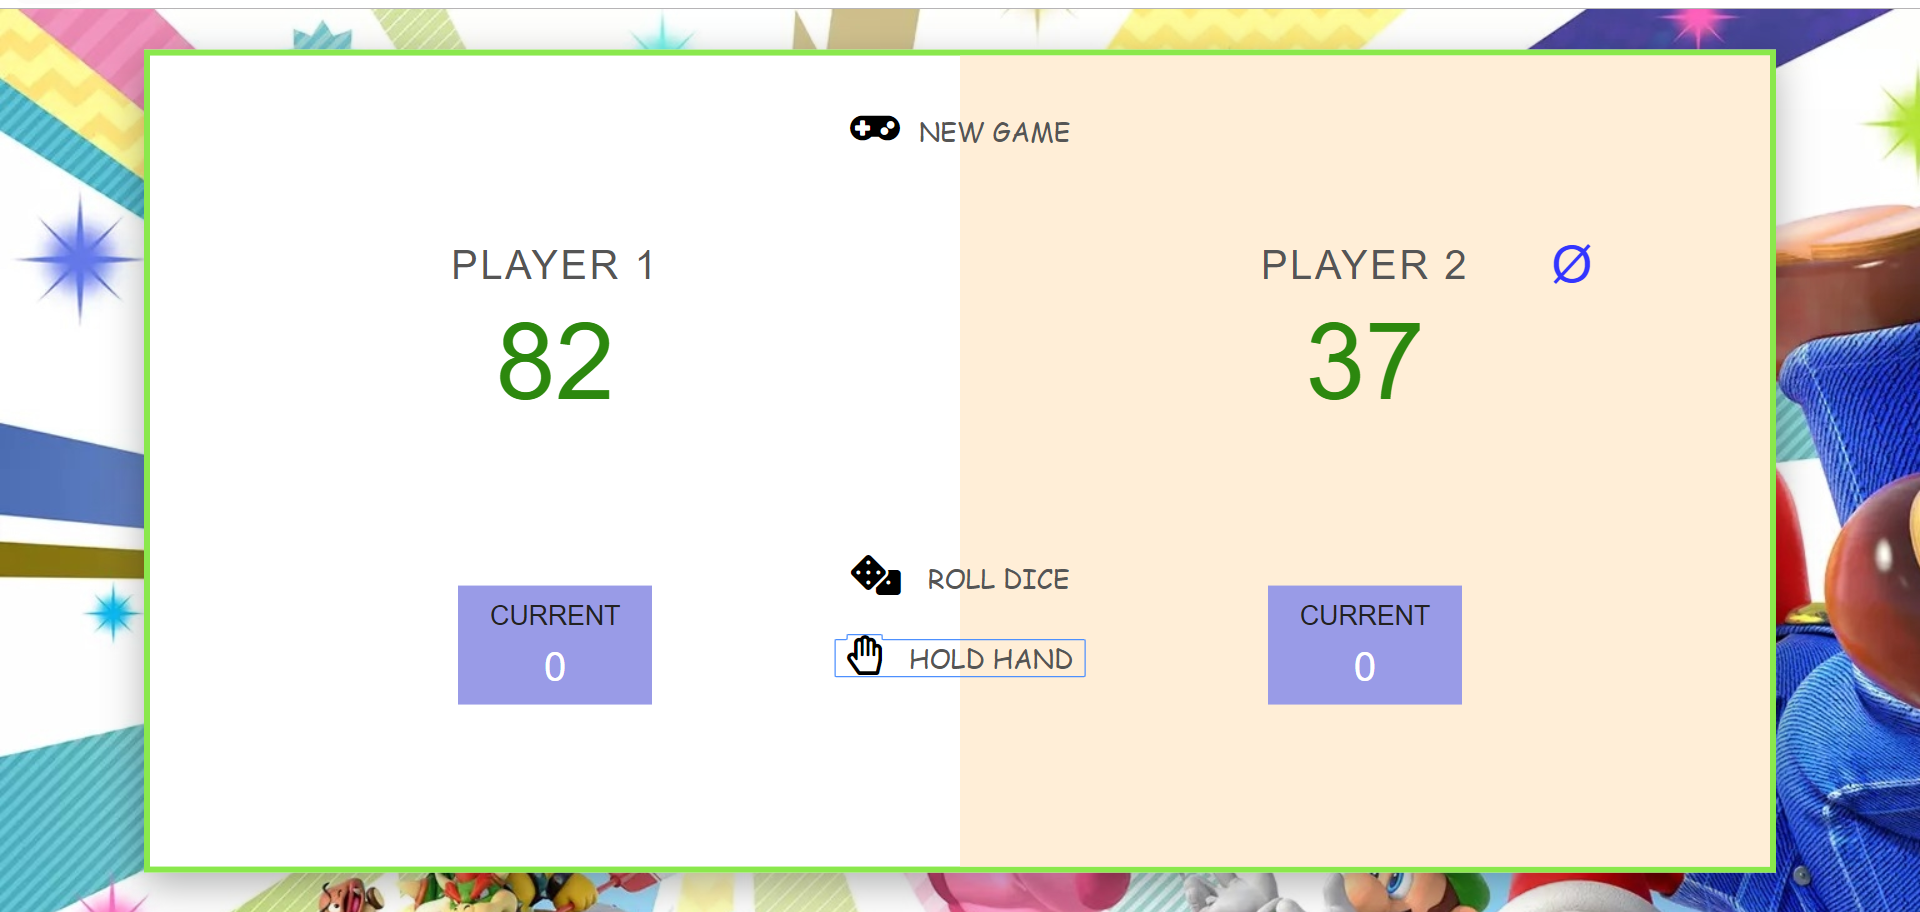 NEW GAME
PLAYER 1
82
PLAYER 2 Ø
37
ROLL DICE
HOLD HAND
CURRENT
0
CURRENT
0